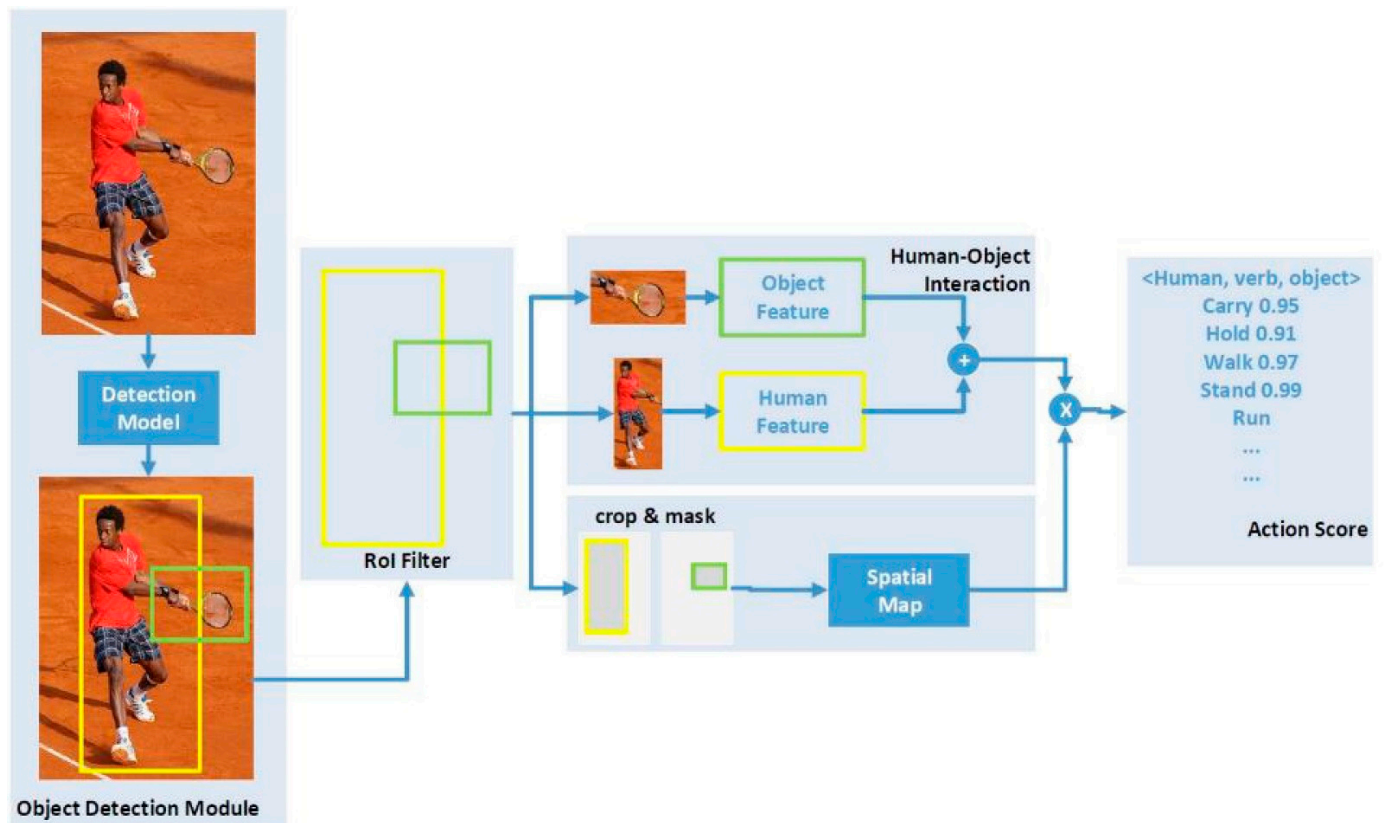 Detection
Model
Object Detection Module
RoI Filter
Human-Object
Interaction
Object
Feature
Human
Feature
+
X
crop & mask
Spatial
Map
<Human, verb, object>
Carry 0.95
Hold 0.91
Walk 0.97
Stand 0.99
Run
...
...
Action Score